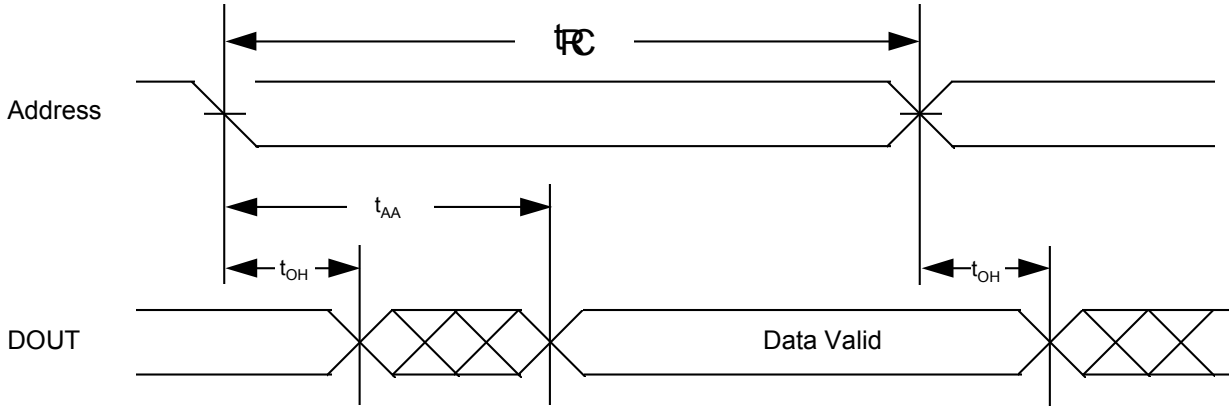 tRC
Address
tAA
tOH
tOH
DOUT
Data Valid